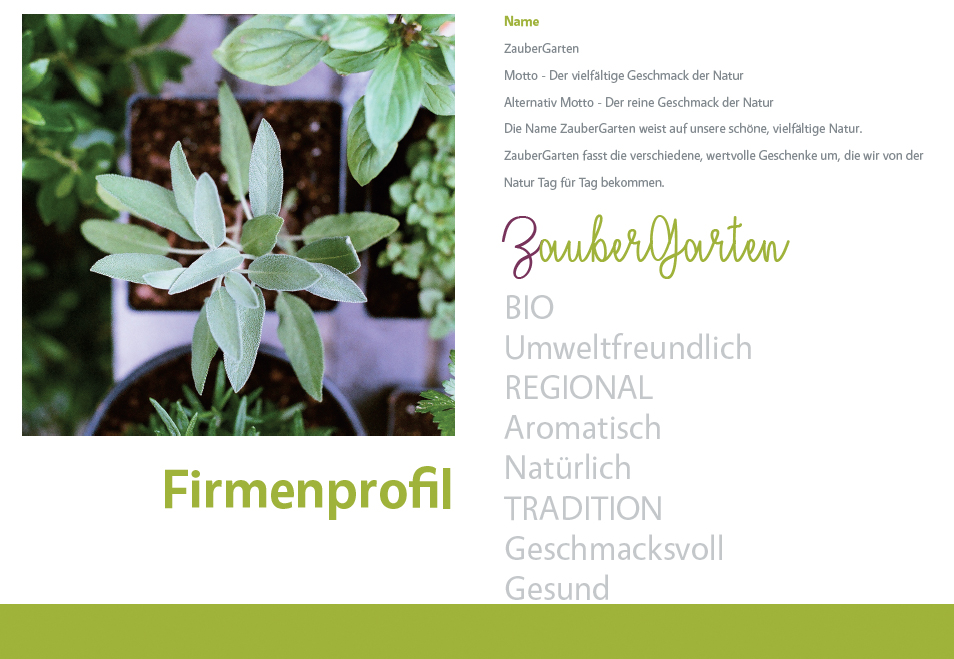 Name
ZauberGarten
Motto - Der vielfältige Geschmack der Natur
Alternativ Motto - Der reine Geschmack der Natur
Die Name ZauberGarten weist auf unsere schöne, vielfältige Natur.
ZauberGarten fasst die verschiedene, wertvolle Geschenke um, die wir von der
Natur Tag für Tag bekommen.
ZauberGarten
BIO
Umweltfreundlich
REGIONAL
Aromatisch
Natürlich
TRADITION
Geschmacksvoll
Gesund
Firmenprofil